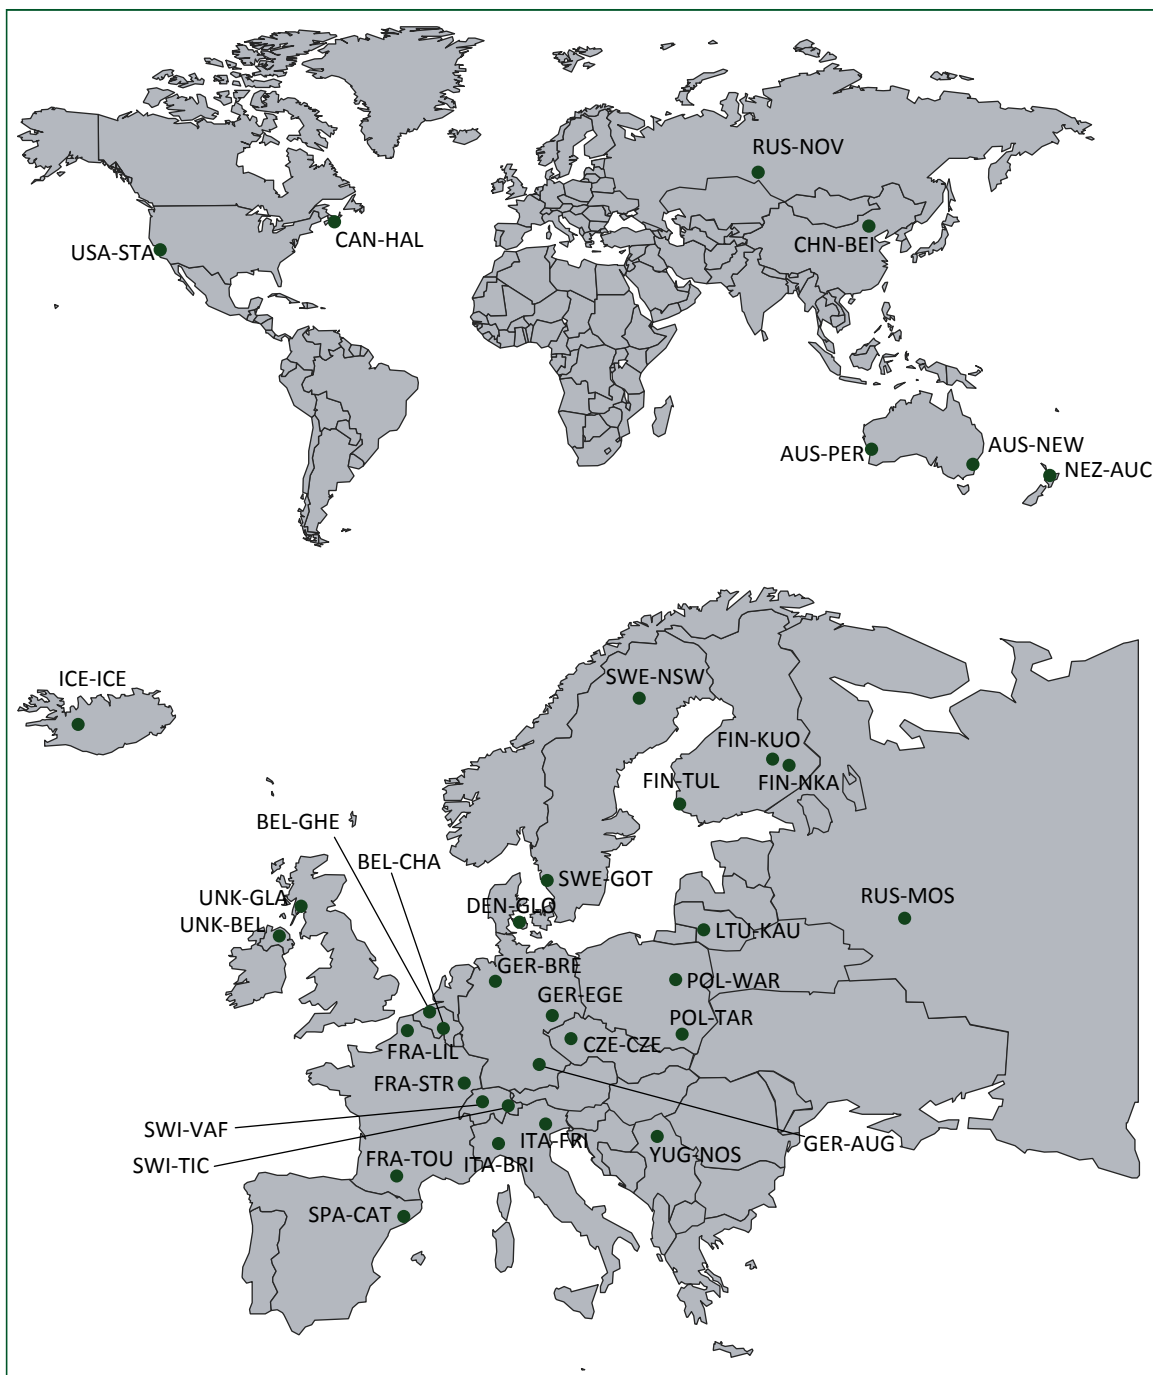 RUS-NOV
CAN-HAL
CHN-BEI
USA-STA
AUS-NEW
AUS-PER
NEZ-AUC
ICE-ICE
SWE-NSW
FIN-KUO
FIN-TUL
FIN-NKA
BEL-GHE
BEL-CHA
SWE-GOT
UNK-GLA
RUS-MOS
DEN-GLO
UNK-BEL
LTU-KAU
GER-BRE
POL-WAR
GER-EGE
POL-TAR
FRA-LIL
CZE-CZE
FRA-STR
SWI-VAF
ITA-FRI
GER-AUG
FRA-TOU
ITA-BRI
YUG-NOS
SWI-TIC
SPA-CAT